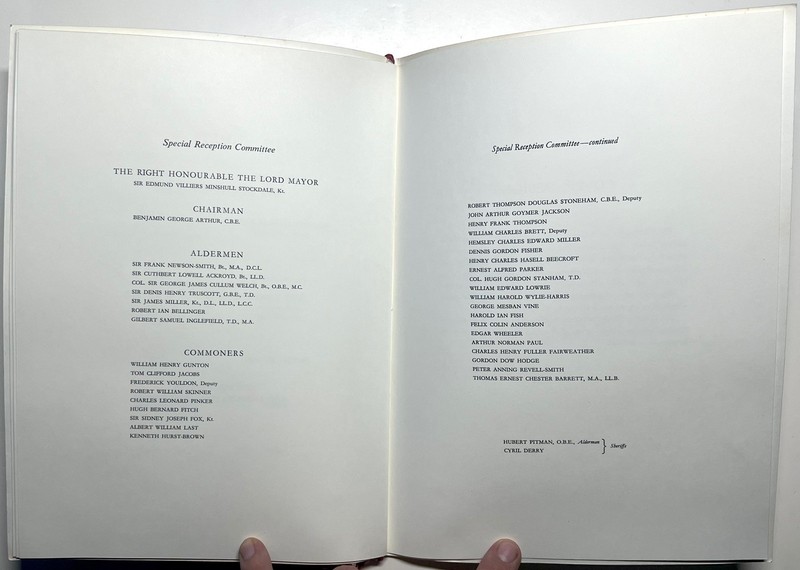 Special Reception Committee
THE RIGHT HONOURABLE THE LORD MAYOR
SIR EDMUND VILLIERS MINSHULL STOCKDALE, Kt.
CHAIRMAN
BENJAMIN GEORGE ARTHUR, C.B.E.
ALDERMEN
SIR FRANK NEWSON-SMITH, Bt., M.A., D.C.L.
SIR CUTHBERT LOWELL ACKROYD, Bt., LL.D.
COL. SIR GEORGE JAMES CULLUM WELCH, Bt., O.B.E., M.C.
SIR DENIS HENRY TRUSCOTT, G.B.E., T.D.
SIR JAMES MILLER, Kt., D.L., LL.D., L.C.C.
ROBERT IAN BELLINGER
GILBERT SAMUEL INGLEFIELD, T.D., M.A.
COMMONERS
WILLIAM HENRY GUNTON
TOM CLIFFORD JACOBS
FREDERICK YOULDON, Deputy
ROBERT WILLIAM SKINNER
CHARLES LEONARD PINKER
HUGH BERNARD FITCH
SIR SIDNEY JOSEPH FOX, Kt.
ALBERT WILLIAM LAST
KENNETH HURST-BROWN
Special Reception Committee—continued
ROBERT THOMPSON DOUGLAS STONEHAM, C.B.E., Deputy
JOHN ARTHUR GOYMER JACKSON
HENRY FRANK THOMPSON
WILLIAM CHARLES BRETT, Deputy
HEMSLEY CHARLES EDWARD MILLER
DENNIS GORDON FISHER
HENRY CHARLES HASELL BEECROFT
ERNEST ALFRED PARKER
COL. HUGH GORDON STANHAM, T.D.
WILLIAM EDWARD LOWRIE
WILLIAM HAROLD WYLIE-HARRIS
GEORGE MESBAN VINE
HAROLD IAN FISH
FELIX COLIN ANDERSON
EDGAR WHEELER
ARTHUR NORMAN PAUL
CHARLES HENRY FULLER FAIRWEATHER
GORDON DOW HODGE
PETER ANNING REVELL-SMITH
THOMAS ERNEST CHESTER BARRETT, M.A., LL.B.
HUBERT PITMAN, O.B.E., Alderman } Sheriffs
CYRIL DERRY